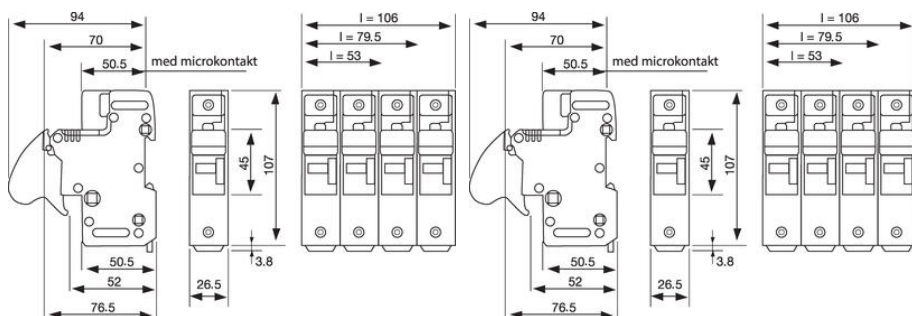 94
70
50.5
med microkontakt
l = 106
l = 79.5
l = 53
45
107
3.8
50.5
52
76.5
26.5
94
70
50.5
med microkontakt
l = 106
l = 79.5
l = 53
45
107
3.8
50.5
52
76.5
26.5